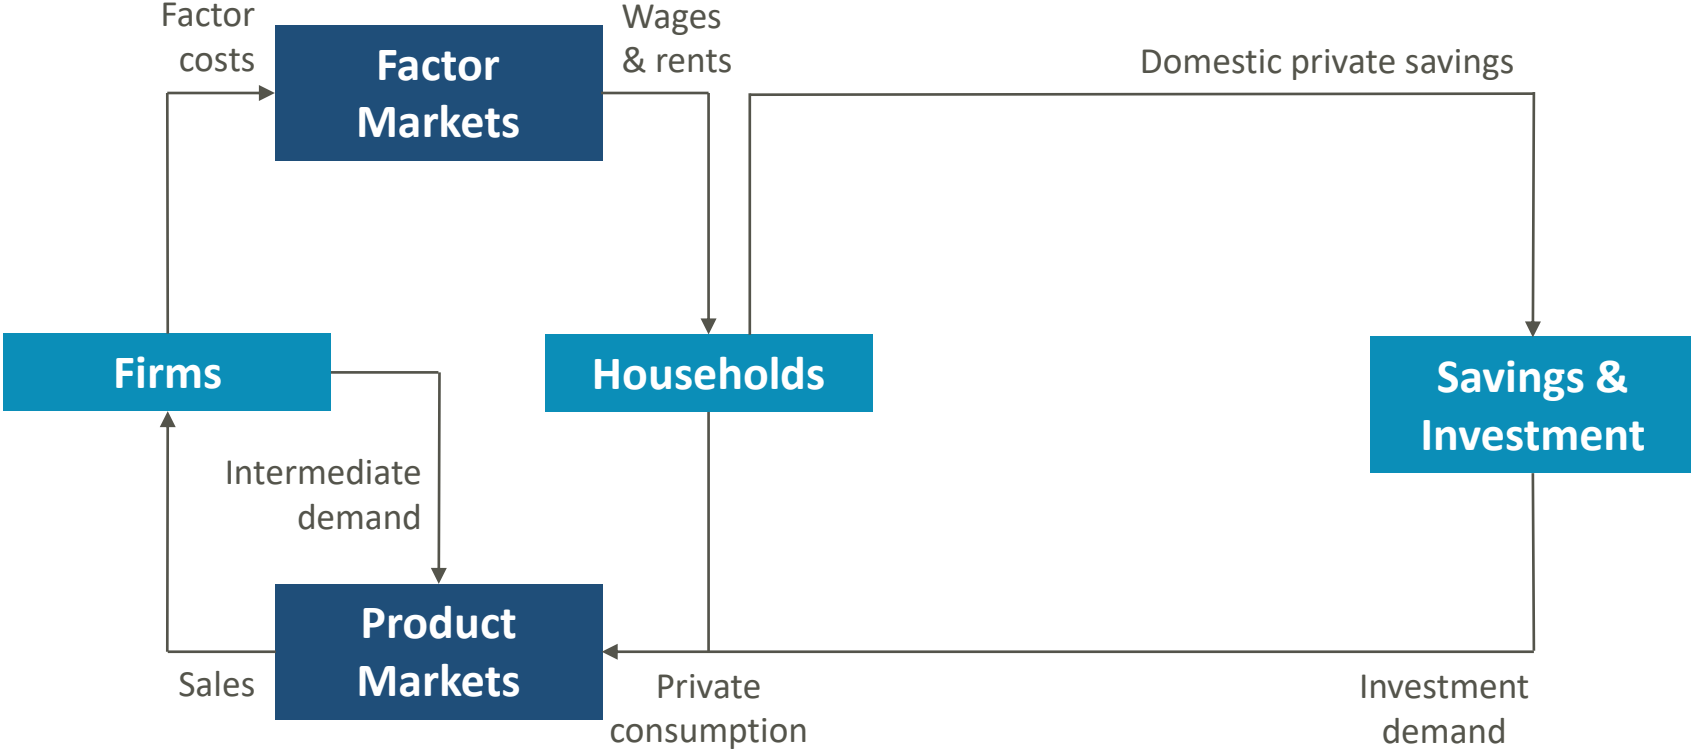 Factor
costs
Factor
Markets
Wages
& rents
Domestic private savings
Firms
Households
Savings &
Investment
Intermediate
demand
Product
Markets
Sales
Private
consumption
Investment
demand